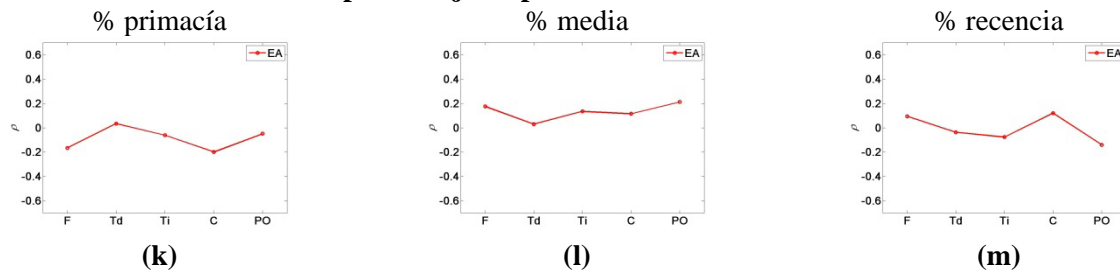 % primacía % media % recencia
EA EA EA
0.6 0.6 0.6
0.4 0.4 0.4
0.2 0.2 0.2
0 0 0
-0.2 -0.2 -0.2
-0.4 -0.4 -0.4
-0.6 -0.6 -0.6
ρ ρ ρ
F Td Ti C PO F Td Ti C PO F Td Ti C PO
(k) (l) (m)